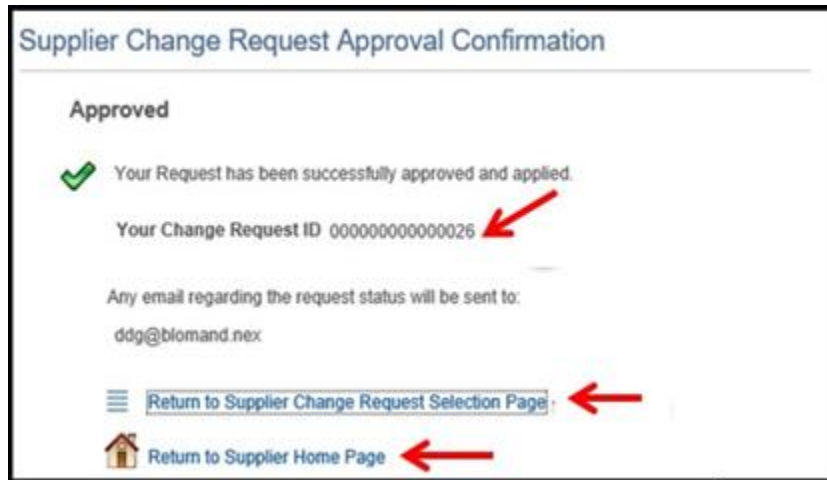 Supplier Change Request Approval Confirmation
Approved
Your Request has been successfully approved and applied.
Your Change Request ID 000000000000026
Any email regarding the request status will be sent to:
ddg@blomand.nex
Return to Supplier Change Request Selection Page
Return to Supplier Home Page